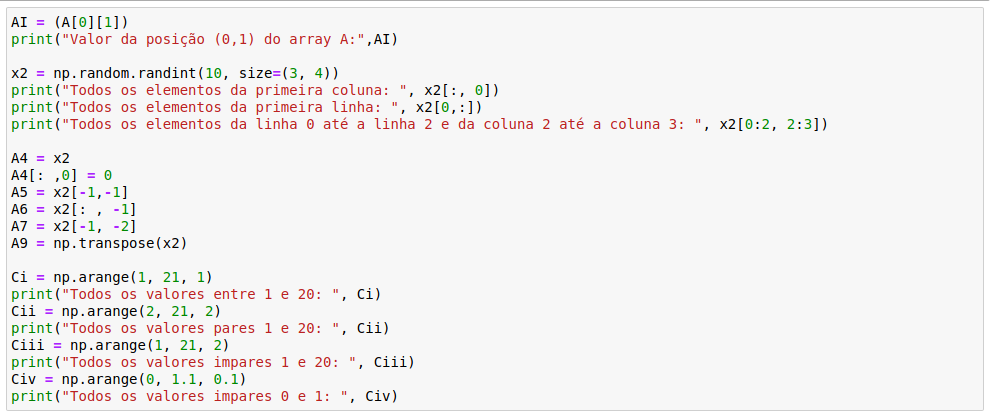 AI = (A[0][1])
print("Valor da posição (0,1) do array A:",AI)
x2 = np.random.randint(10, size=(3, 4))
print("Todos os elementos da primeira coluna: ", x2[:, 0])
print("Todos os elementos da primeira linha: ", x2[0,:])
print("Todos os elementos da linha 0 até a linha 2 e da coluna 2 até a coluna 3: ", x2[0:2, 2:3])
A4 = x2
A4[: ,0] = 0
A5 = x2[-1,-1]
A6 = x2[: , -1]
A7 = x2[-1, -2]
A9 = np.transpose(x2)
Ci = np.arange(1, 21, 1)
print("Todos os valores entre 1 e 20: ", Ci)
Cii = np.arange(2, 21, 2)
print("Todos os valores pares 1 e 20: ", Cii)
Ciii = np.arange(1, 21, 2)
print("Todos os valores impares 1 e 20: ", Ciii)
Civ = np.arange(0, 1.1, 0.1)
print("Todos os valores impares 0 e 1: ", Civ)